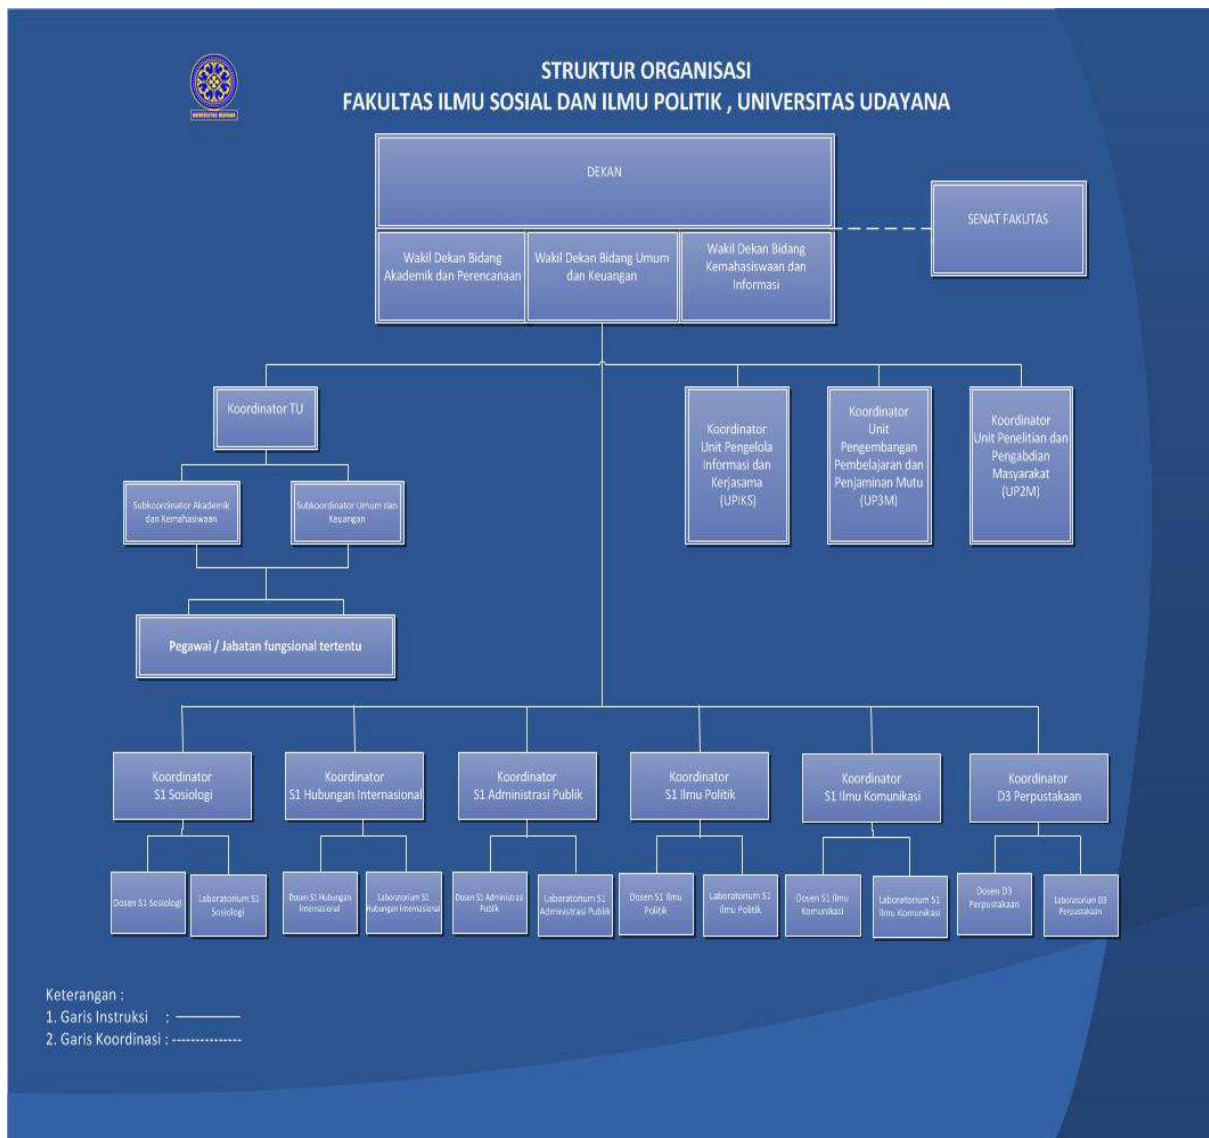 STRUKTUR ORGANISASI
FAKULTAS ILMU SOSIAL DAN ILMU POLITIK , UNIVERSITAS UDAYANA
UNIVERSITAS UDAYANA
DEKAN
SENAT FAKUTAS
Wakil Dekan Bidang
Akademik dan Perencanaan
Wakil Dekan Bidang Umum
dan Keuangan
Wakil Dekan Bidang
Kemahasiswaan dan
Informasi
Koordinator TU
Koordinator
Unit Pengelola
Informasi dan
Kerjasama
(UPIKS)
Koordinator
Unit
Pengembangan
Pembelajaran dan
Penjaminan Mutu
(UP3M)
Koordinator
Unit Penelitian dan
Pengabdian
Masyarakat
(UP2M)
Subkoordinator Akademik
dan Kemahasiwaan
Subkoordinator Umum dan
Keuangan
Pegawai / Jabatan fungsional tertentu
Koordinator
S1 Sosiologi
Koordinator
S1 Hubungan Internasional
Koordinator
S1 Administrasi Publik
Koordinator
S1 Ilmu Politik
Koordinator
S1 Ilmu Komunikasi
Koordinator
D3 Perpustakaan
Dosen S1 Sosiologi
Laboratorium S1
Sosiologi
Dosen S1 Hubungan
Internasional
Laboratorium S1
Hubungan Internasional
Dosen S1 Administrasi
Publik
Laboratorium S1
Administrasi Publik
Dosen S1 Ilmu
Politik
Laboratorium S1
Ilmu Politik
Dosen S1 Ilmu
Komunikasi
Laboratorium S1
Ilmu Komunikasi
Dosen D3
Perpustakaan
Laboratorium D3
Perpustakaan
Keterangan :
1. Garis Instruksi :
2. Garis Koordinasi : ---------------